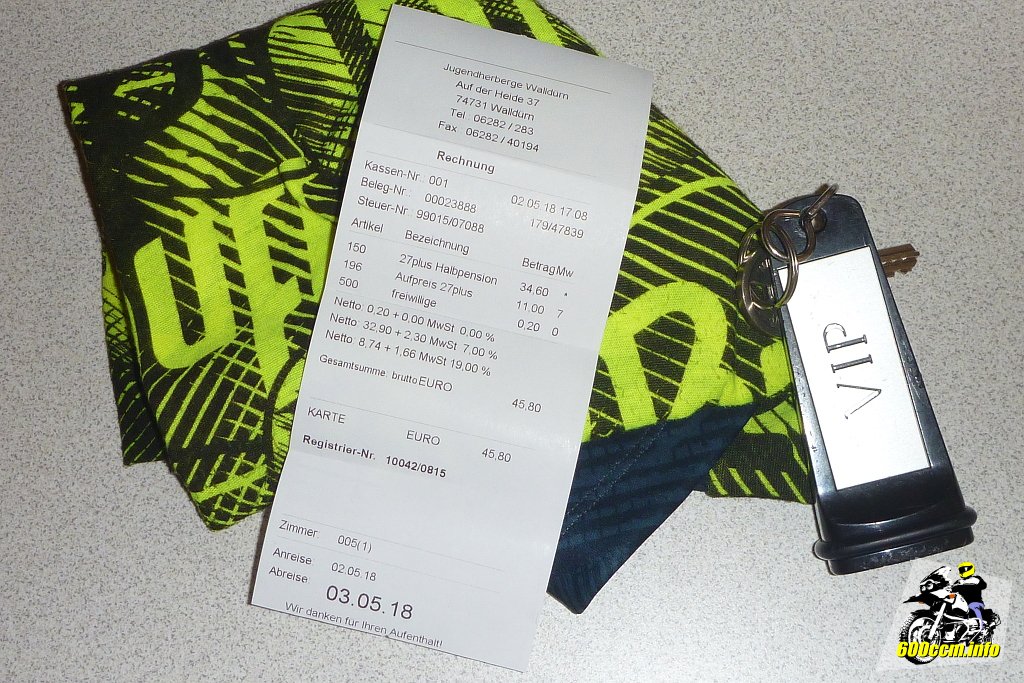 Jugendherberge Walldürn
Auf der Heide 37
74731 Walldürn
Tel : 06282 / 283
Fax : 06282 / 40194
Rechnung
Kassen-Nr.: 001 02.05.18 17:08
Beleg-Nr.: 00023888 179/47839
Steuer-Nr.: 99015/07088
Artikel Bezeichnung BetragMw
150 27plus Halbpension 34,60 *
196 Aufpreis 27plus 11,00 7
500 freiwillige 0,20 0
Netto: 0,20 + 0,00 MwSt 0,00 %
Netto: 32,90 + 2,30 MwSt 7,00 %
Netto: 8,74 + 1,66 MwSt 19,00 %
Gesamtsumme: brutto EURO 45,80
KARTE EURO 45,80
Registrier-Nr. 10042/0815
Zimmer: 005(1)
Anreise: 02.05.18
Abreise: 03.05.18
Wir danken für Ihren Aufenthalt!
VIP
600ccm.info